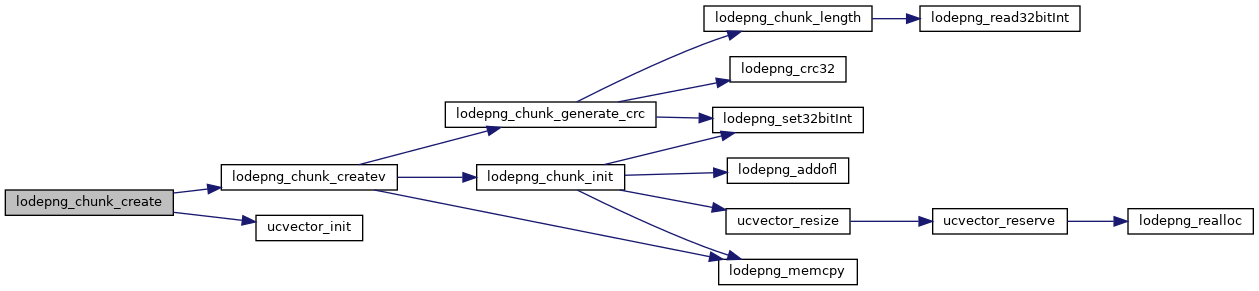 lodepng_chunk_length
lodepng_read32bitInt
lodepng_crc32
lodepng_chunk_generate_crc
lodepng_set32bitInt
lodepng_chunk_createv
lodepng_chunk_init
lodepng_addofl
lodepng_chunk_create
ucvector_init
ucvector_resize
ucvector_reserve
lodepng_realloc
lodepng_memcpy